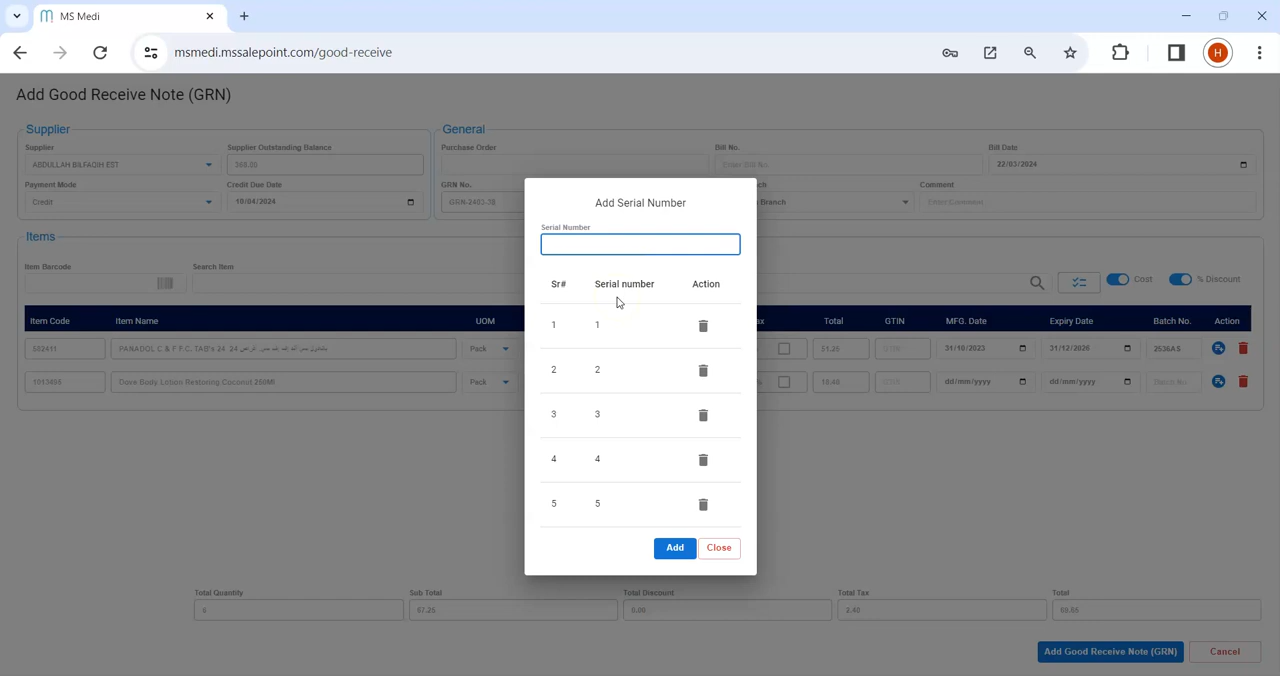 MS Medi
msmedi.mssalepoint.com/good-receive
H
Add Good Receive Note (GRN)
Supplier
Supplier
Supplier Outstanding Balance
ABDULLAH BILFAQIH EST
Payment Mode
Credit Due Date
Credit
10/04/2024
General
Purchase Order
Bill No.
Bill Date
Enter Bill No.
22/03/2024
GRN No.
nch
Comment
GRN-2403-38
Branch
Enter Comment
Items
Item Barcode
Search Item
Cost
% Discount
Item Code
Item Name
UOM
ax
Total
GTIN
MFG. Date
Expiry Date
Batch No.
Action
502411
PANADOL C & F F.C. TAB's 24
Pack
51.25
GTIN
31/10/2023
31/12/2026
2536AS
1013495
Dove Body Lotion Restoring Coconut 250Ml
Pack
%
18.40
GTIN
dd/mm/yyyy
dd/mm/yyyy
Batch No
Add Serial Number
Serial Number
Sr#
Serial number
Action
1
1
2
2
3
3
4
4
5
5
Add
Close
Total Quantity
Sub Total
Total Discount
Total Tax
Total
6
67.25
0.00
2.40
69.65
Add Good Receive Note (GRN)
Cancel